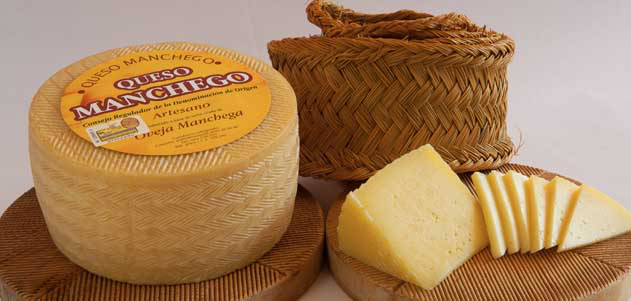 QUESO MANCHEGO
QUESO
MANCHEGO
Consejo Regulador de la Denominación de Origen
Artesano
Oveja Manchega